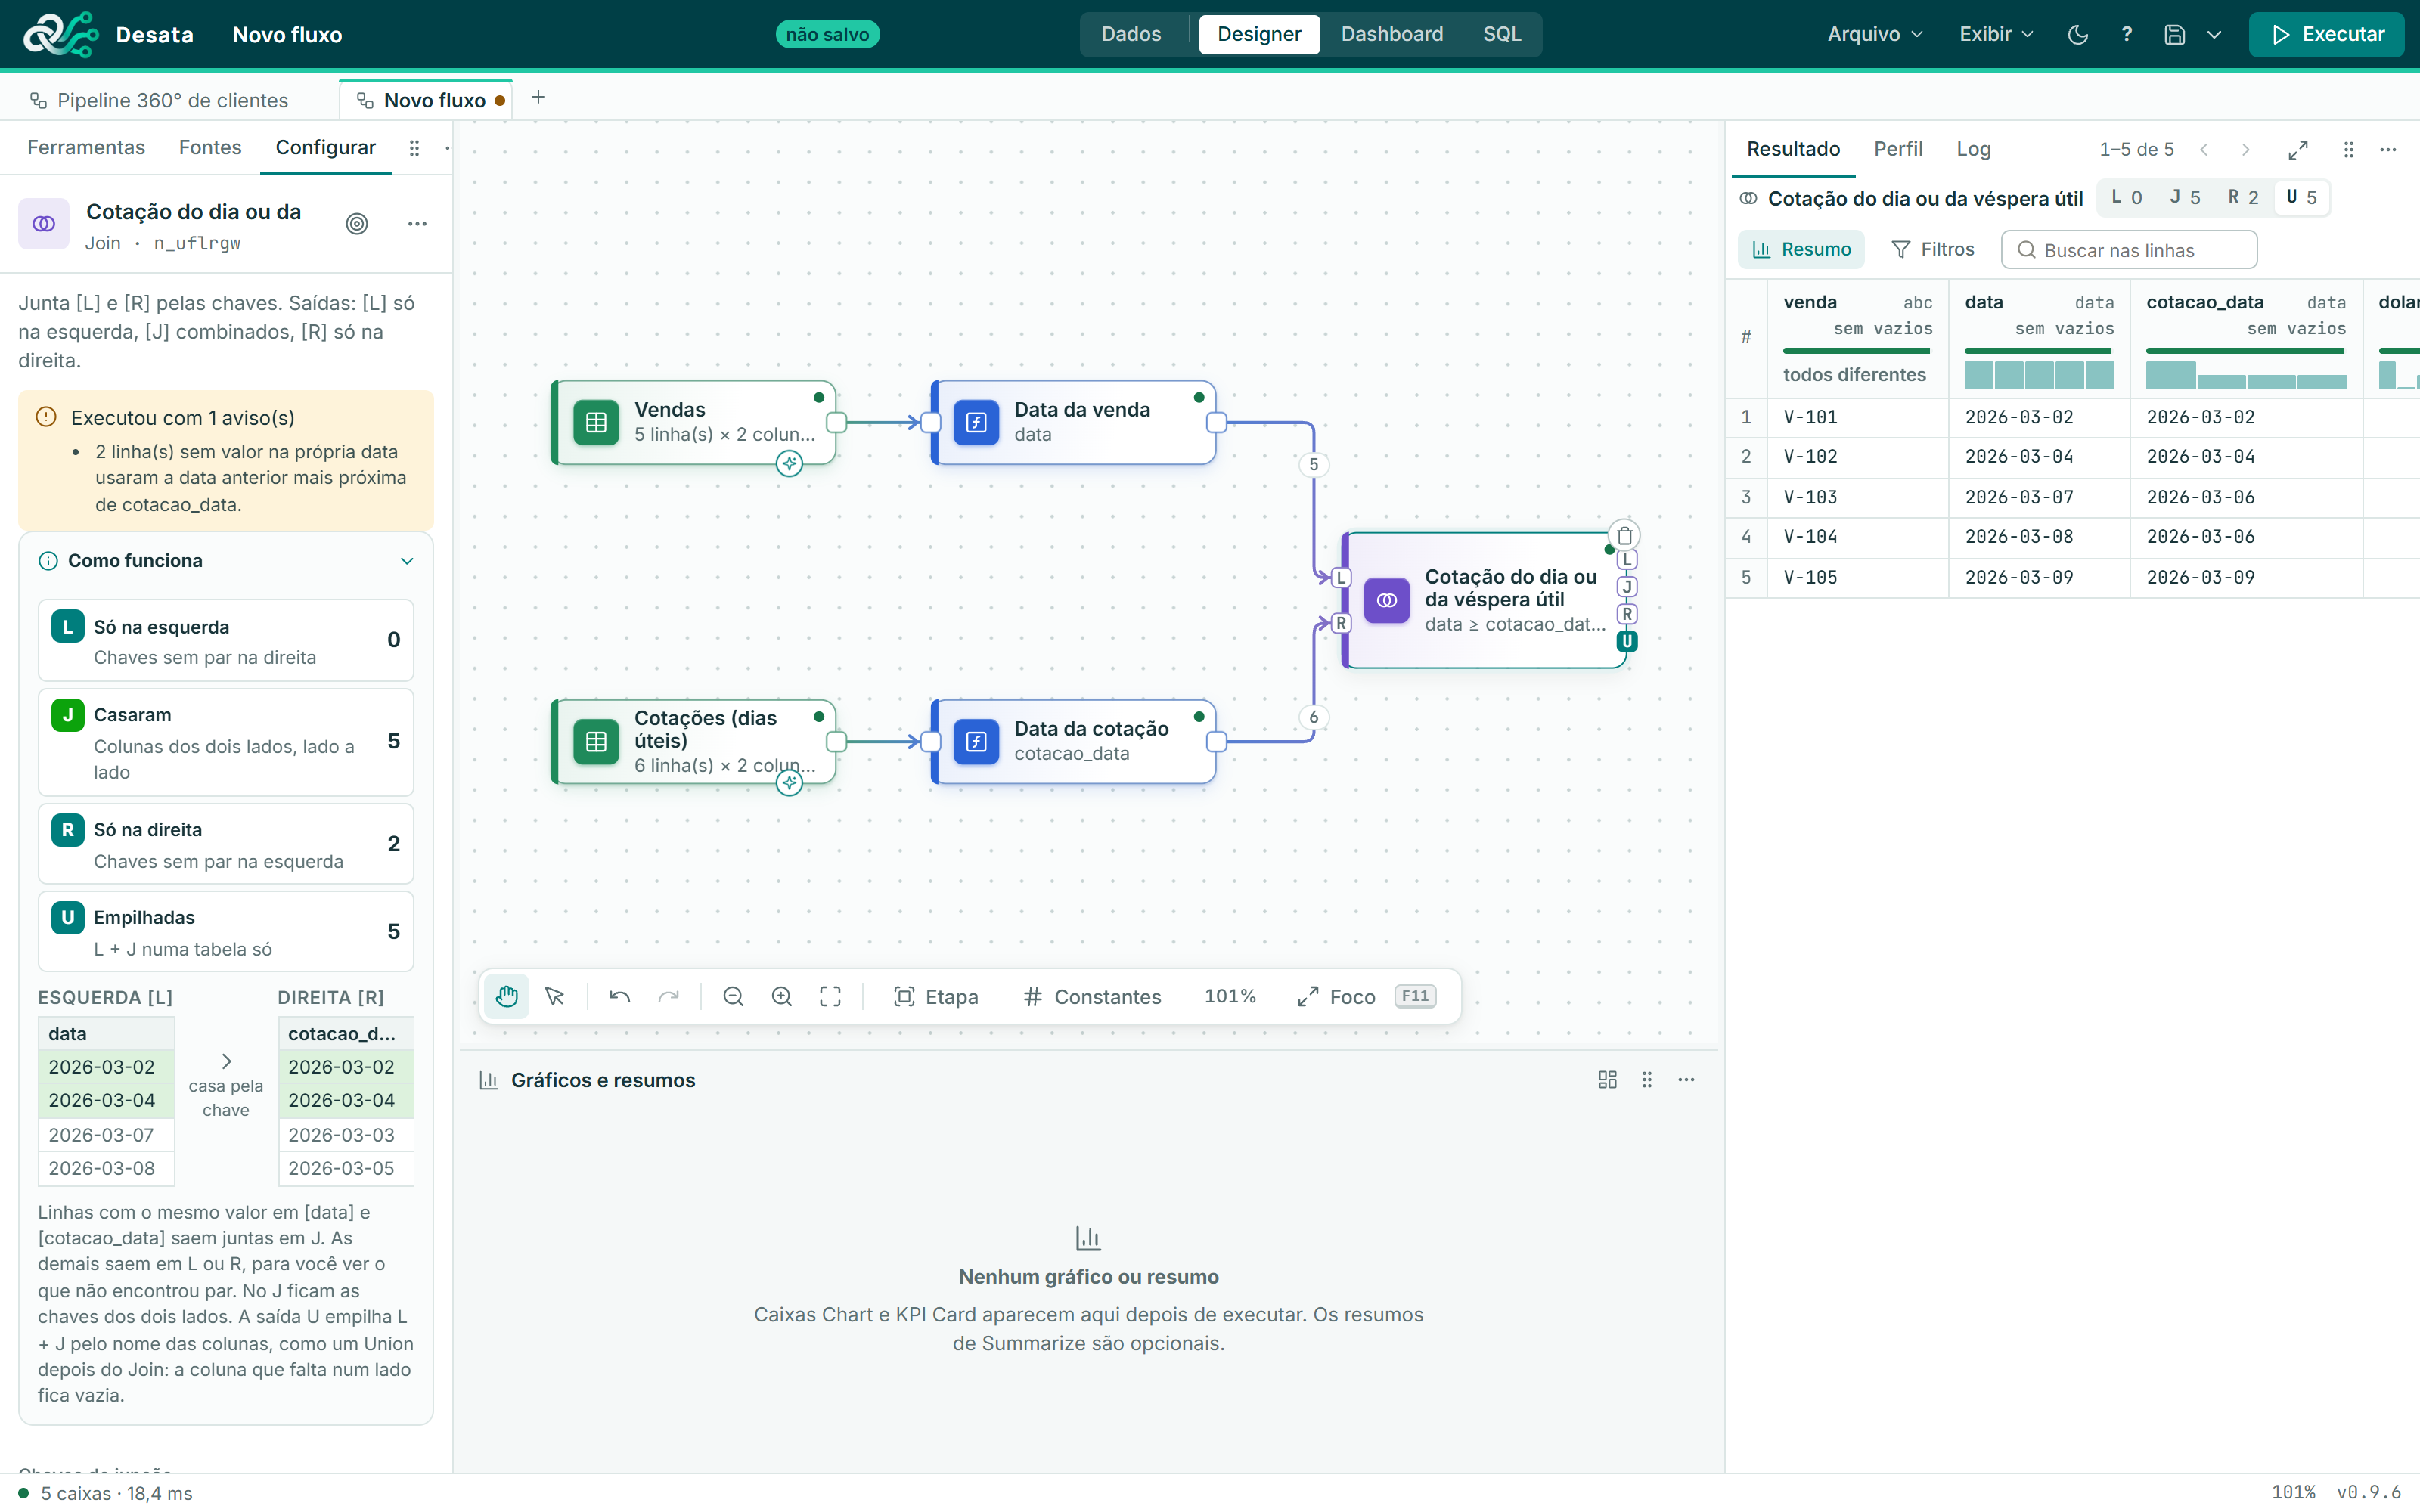 Desata
Novo fluxo
não salvo
Dados
Designer
Dashboard
SQL
Arquivo
Exibir
?
Executar
Pipeline 360° de clientes
Novo fluxo
Ferramentas
Fontes
Configurar
Cotação do dia ou da
Join · n_uflrgw
Junta [L] e [R] pelas chaves. Saídas: [L] só
na esquerda, [J] combinados, [R] só na
direita.
Executou com 1 aviso(s)
• 2 linha(s) sem valor na própria data
usaram a data anterior mais próxima
de cotacao_data.
Como funciona
L Só na esquerda
Chaves sem par na direita
0
J Casaram
Colunas dos dois lados, lado a
lado
5
R Só na direita
Chaves sem par na esquerda
2
U Empilhadas
L + J numa tabela só
5
ESQUERDA [L]
data
2026-03-02
2026-03-04
2026-03-07
2026-03-08
casa pela
chave
DIREITA [R]
cotacao_d...
2026-03-02
2026-03-04
2026-03-03
2026-03-05
Linhas com o mesmo valor em [data] e
[cotacao_data] saem juntas em J. As
demais saem em L ou R, para você ver o
que não encontrou par. No J ficam as
chaves dos dois lados. A saída U empilha L
+ J pelo nome das colunas, como um Union
depois do Join: a coluna que falta num lado
fica vazia.
Vendas
5 linha(s) × 2 colun...
Data da venda
data
5
Cotações (dias
úteis)
6 linha(s) × 2 colun...
Data da cotação
cotacao_data
6
L
R
Cotação do dia ou
da véspera útil
data ≥ cotacao_dat...
L
J
R
U
Etapa
Constantes
101%
Foco
F11
Gráficos e resumos
Nenhum gráfico ou resumo
Caixas Chart e KPI Card aparecem aqui depois de executar. Os resumos
de Summarize são opcionais.
Resultado
Perfil
Log
1–5 de 5
Cotação do dia ou da véspera útil
L 0
J 5
R 2
U 5
Resumo
Filtros
Buscar nas linhas
#
venda abc
sem vazios
todos diferentes
data data
sem vazios
cotacao_data data
sem vazios
1 V-101 2026-03-02 2026-03-02
2 V-102 2026-03-04 2026-03-04
3 V-103 2026-03-07 2026-03-06
4 V-104 2026-03-08 2026-03-06
5 V-105 2026-03-09 2026-03-09
5 caixas · 18,4 ms
101%
v0.9.6